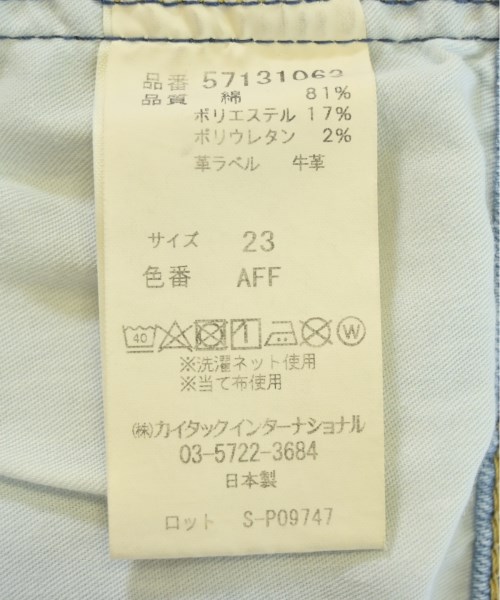 品番 57131063
品質 綿 81%
ポリエステル 17%
ポリウレタン 2%
革ラベル 牛革
サイズ 23
色番 AFF
40 1 W
※洗濯ネット使用
※当て布使用
㈱カイタックインターナショナル
03-5722-3684
日本製
ロット S-P09747